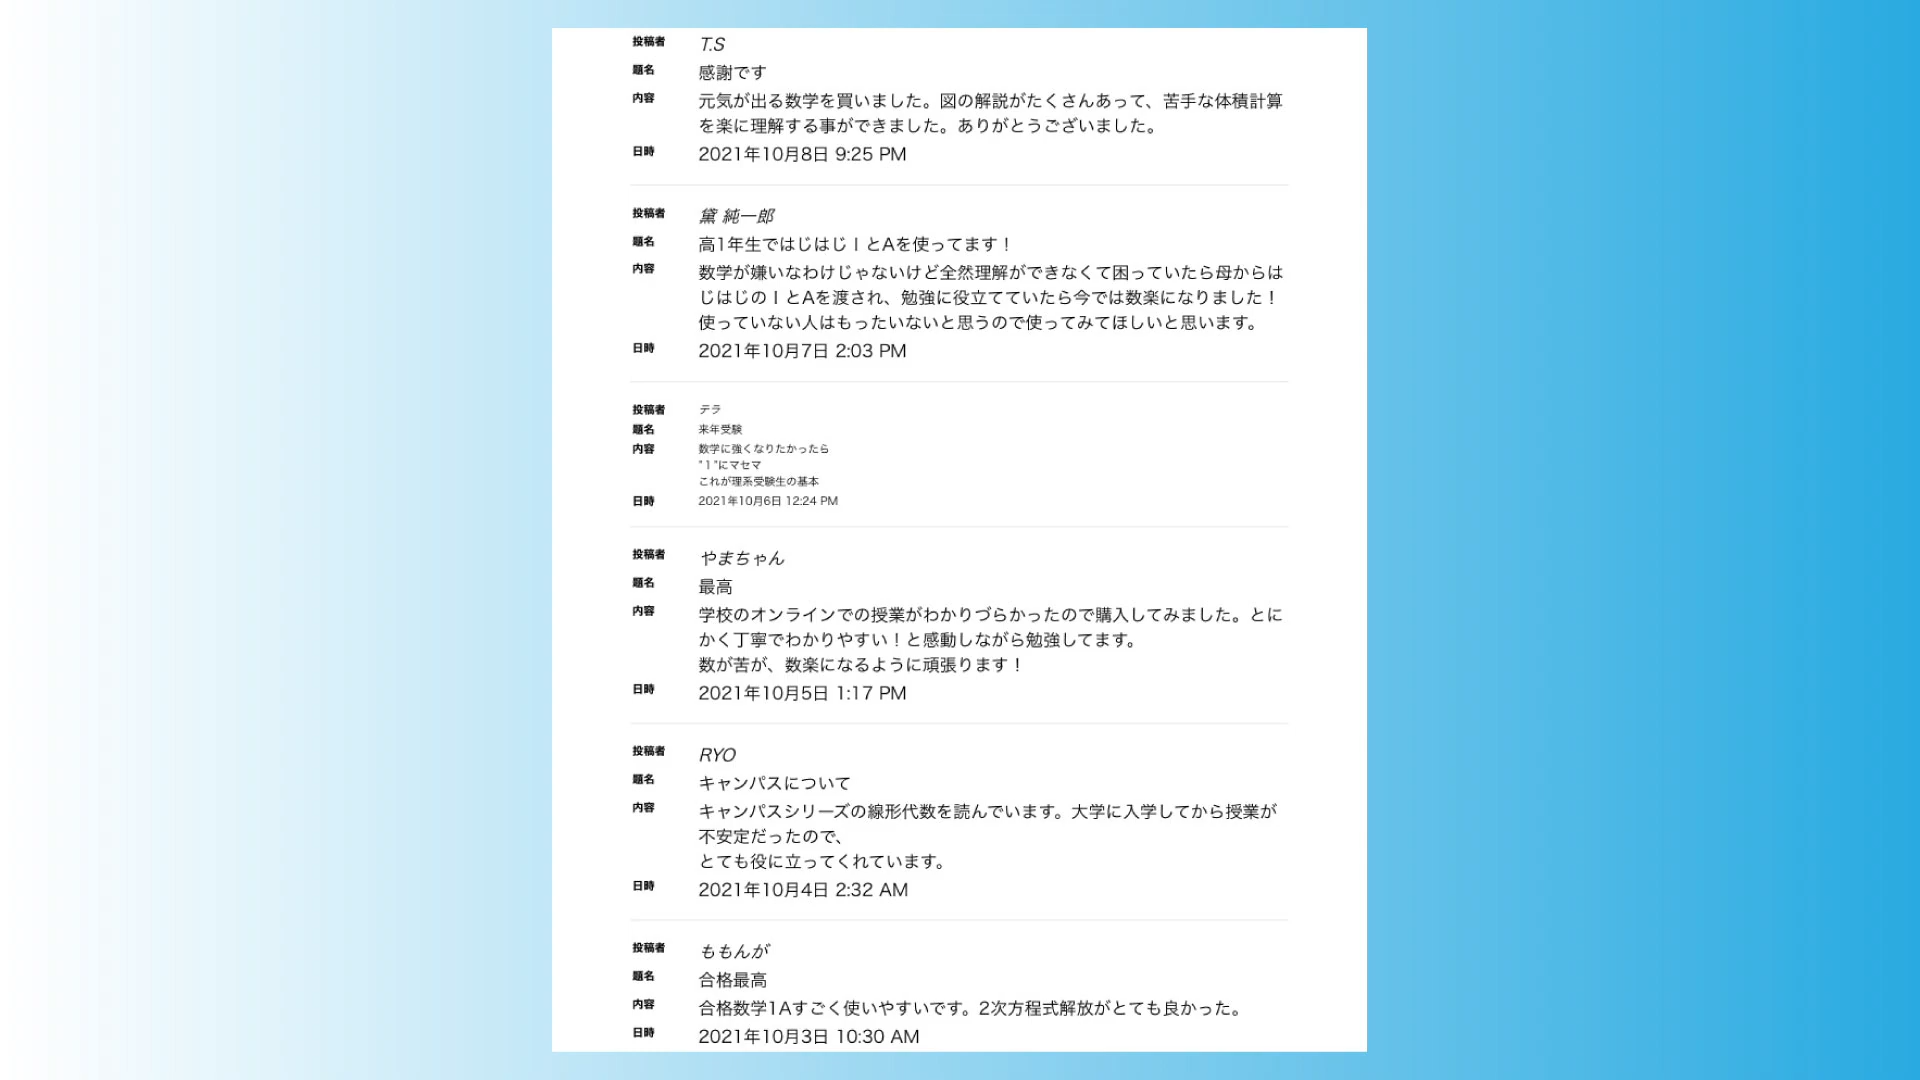 投稿者 T.S
題名 感謝です
内容 元気が出る数学を買いました。図の解説がたくさんあって、苦手な体積計算
を楽に理解する事ができました。ありがとうございました。
日時 2021年10月8日 9:25 PM
投稿者 黛 純一郎
題名 高1年生ではじはじⅠとAを使ってます！
内容 数学が嫌いなわけじゃないけど全然理解ができなくて困っていたら母からは
じはじのⅠとAを渡され、勉強に役立てていたら今では数楽になりました！
使っていない人はもったいないと思うので使ってみてほしいと思います。
日時 2021年10月7日 2:03 PM
投稿者 テラ
題名 来年受験
内容 数学に強くなりたかったら
"１"にマセマ
これが理系受験生の基本
日時 2021年10月6日 12:24 PM
投稿者 やまちゃん
題名 最高
内容 学校のオンラインでの授業がわかりづらかったので購入してみました。とに
かく丁寧でわかりやすい！と感動しながら勉強してます。
数が苦が、数楽になるように頑張ります！
日時 2021年10月5日 1:17 PM
投稿者 RYO
題名 キャンパスについて
内容 キャンパスシリーズの線形代数を読んでいます。大学に入学してから授業が
不安定だったので、
とても役に立ってくれています。
日時 2021年10月4日 2:32 AM
投稿者 ももんが
題名 合格最高
内容 合格数学1Aすごく使いやすいです。2次方程式解放がとても良かった。
日時 2021年10月3日 10:30 AM